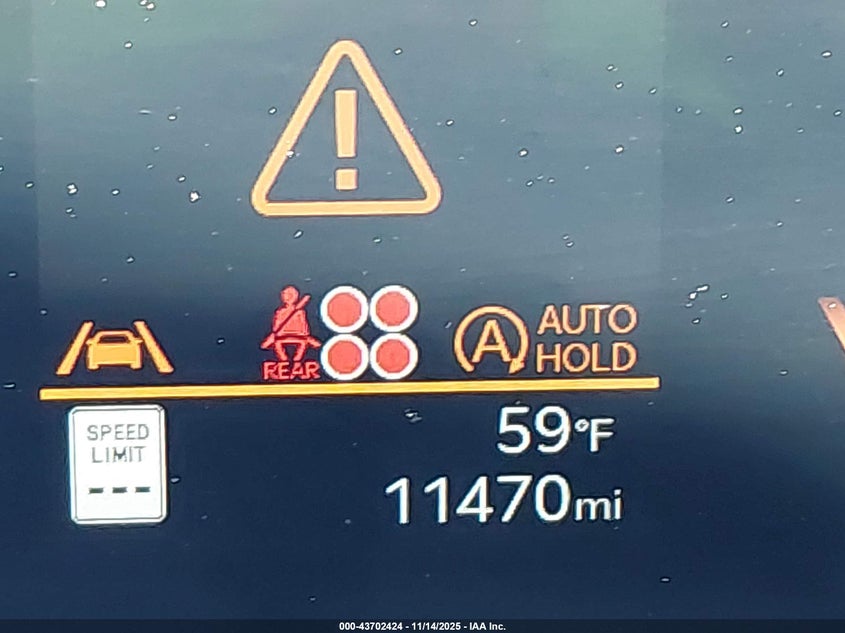 REAR
A
AUTO
HOLD
SPEED
LIMIT
---
59°F
11470mi
000-43702424 - 11/14/2025 - IAA Inc.